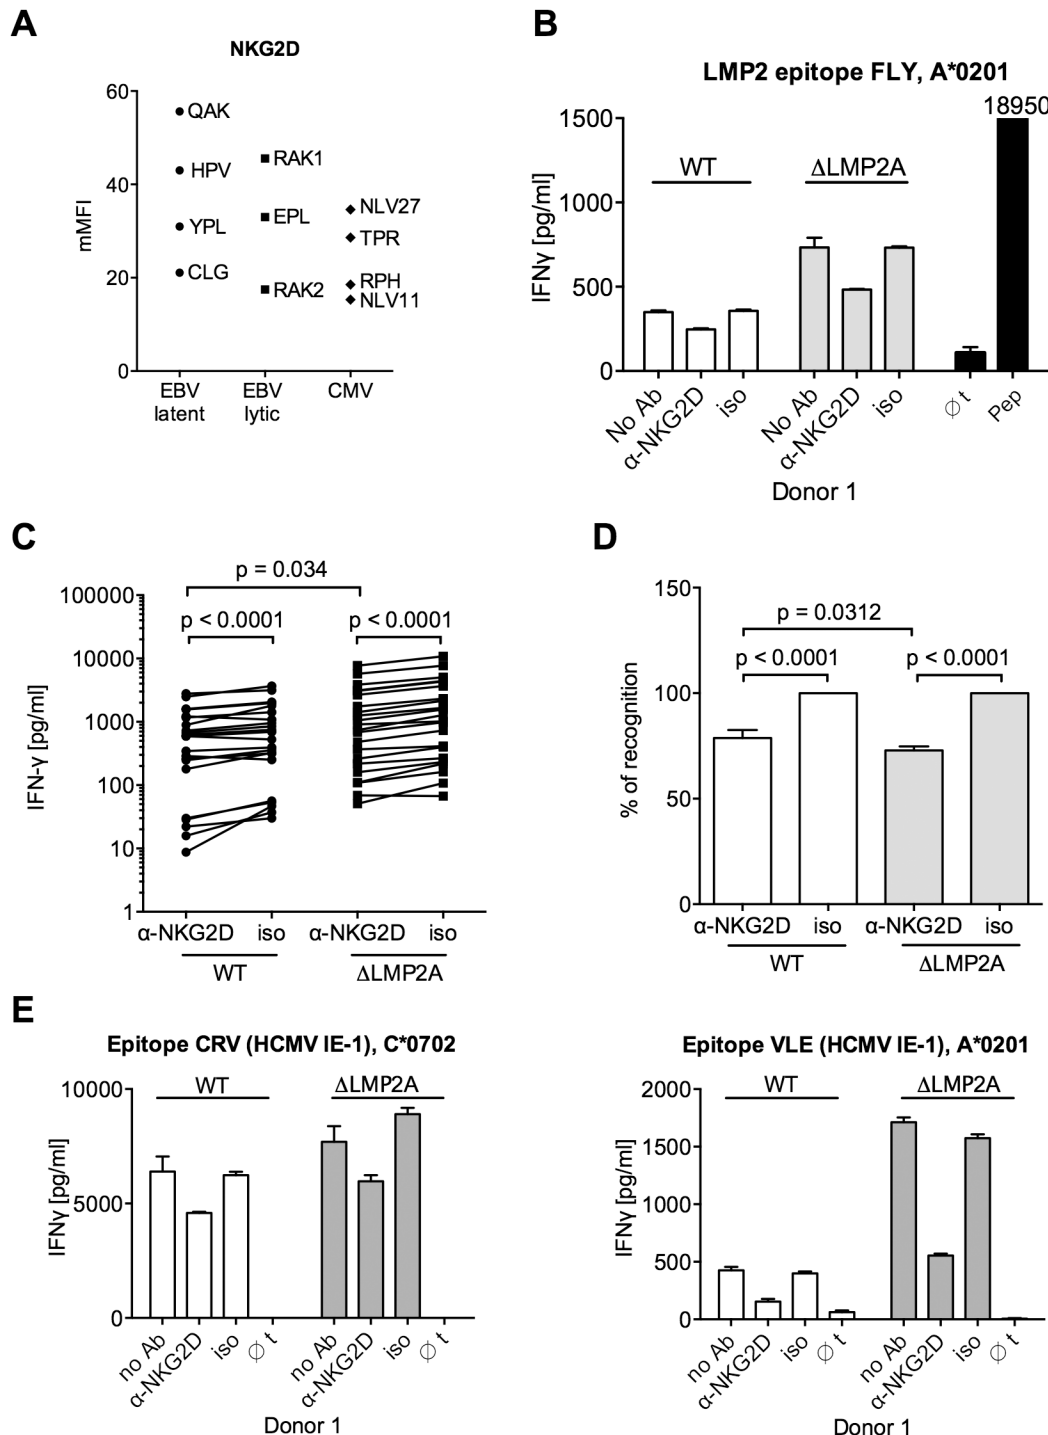 A
NKG2D
mMFI
60
40
20
0
QAK
HPV
YPL
CLG
RAK1
EPL
RAK2
NLV27
TPR
RPH
NLV11
EBV latent
EBV lytic
CMV
B
LMP2 epitope FLY, A*0201
18950
IFNγ [pg/ml]
1500
1000
500
0
WT
ΔLMP2A
No Ab
α-NKG2D
iso
No Ab
α-NKG2D
iso
∅ t
Pep
Donor 1
C
p = 0.034
p < 0.0001
p < 0.0001
IFN-γ [pg/ml]
100000
10000
1000
100
10
1
α-NKG2D
iso
α-NKG2D
iso
WT
ΔLMP2A
D
% of recognition
150
100
50
0
p = 0.0312
p < 0.0001
p < 0.0001
α-NKG2D
iso
α-NKG2D
iso
WT
ΔLMP2A
E
Epitope CRV (HCMV IE-1), C*0702
IFNγ [pg/ml]
10000
5000
0
WT
ΔLMP2A
no Ab
α-NKG2D
iso
∅ t
no Ab
α-NKG2D
iso
∅ t
Donor 1
Epitope VLE (HCMV IE-1), A*0201
IFNγ [pg/ml]
2000
1500
1000
500
0
WT
ΔLMP2A
no Ab
α-NKG2D
iso
∅ t
no Ab
α-NKG2D
iso
∅ t
Donor 1